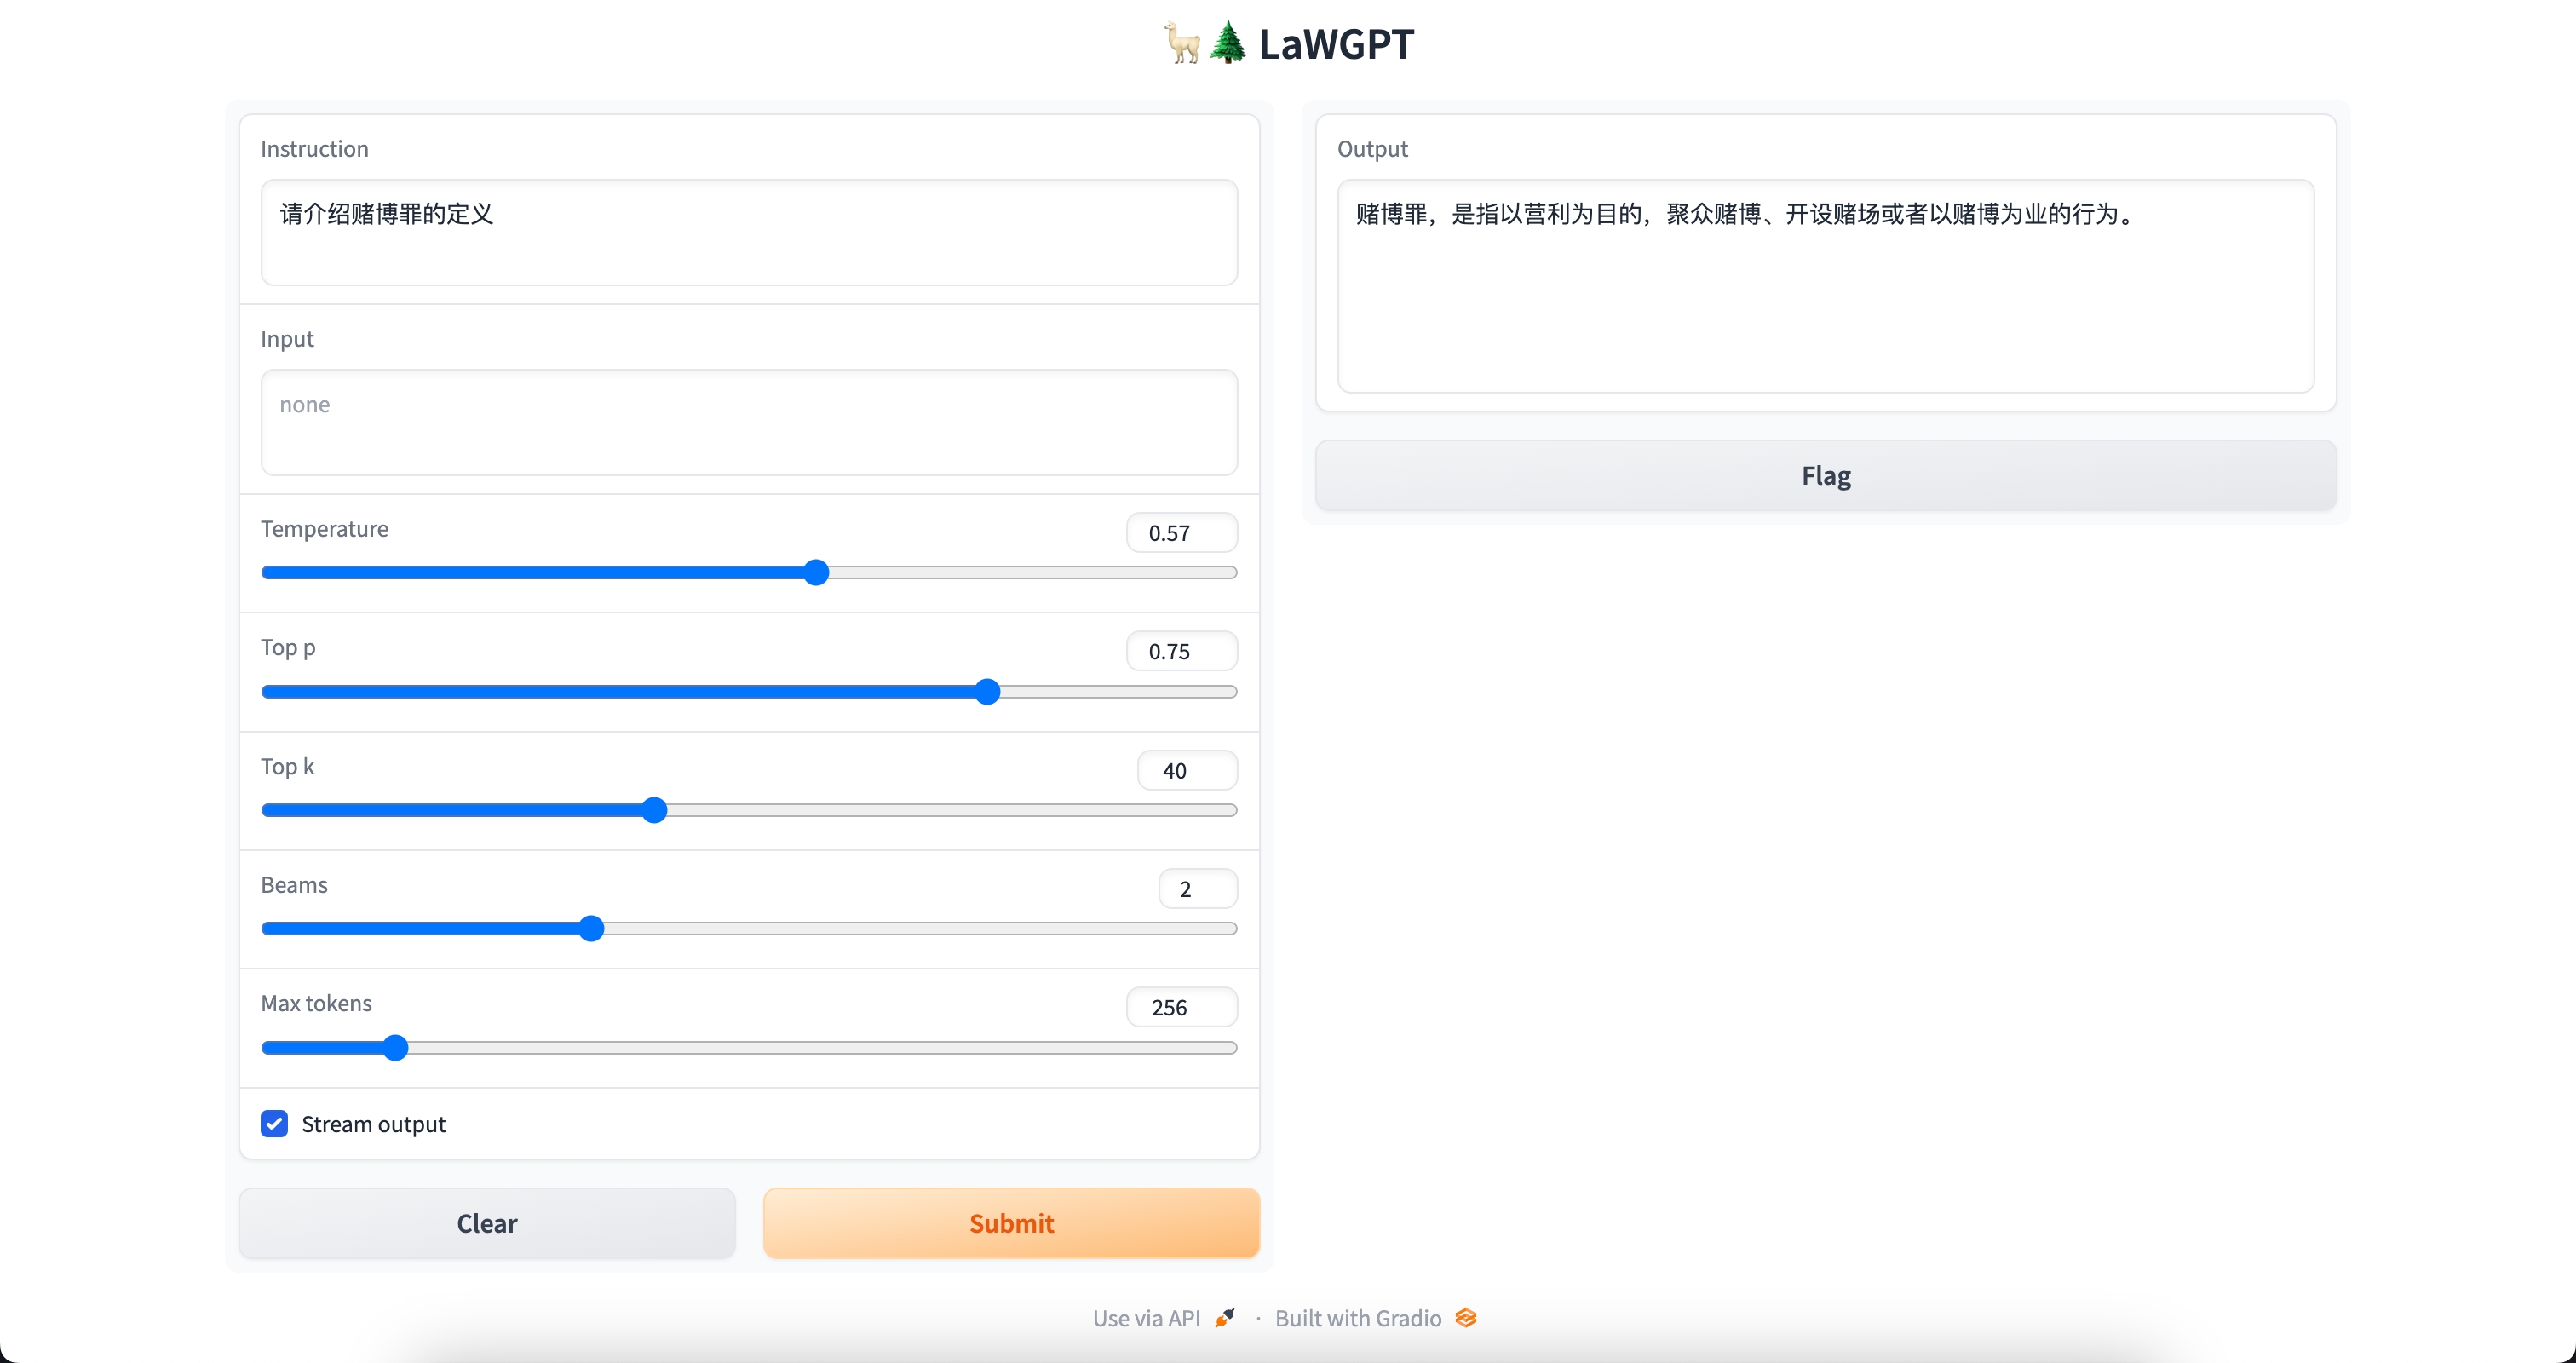 🦙🌲 LaWGPT
Instruction
请介绍赌博罪的定义
Input
none
Temperature
0.57
Top p
0.75
Top k
40
Beams
2
Max tokens
256
Stream output
Clear
Submit
Output
赌博罪，是指以营利为目的，聚众赌博、开设赌场或者以赌博为业的行为。
Flag
Use via API · Built with Gradio